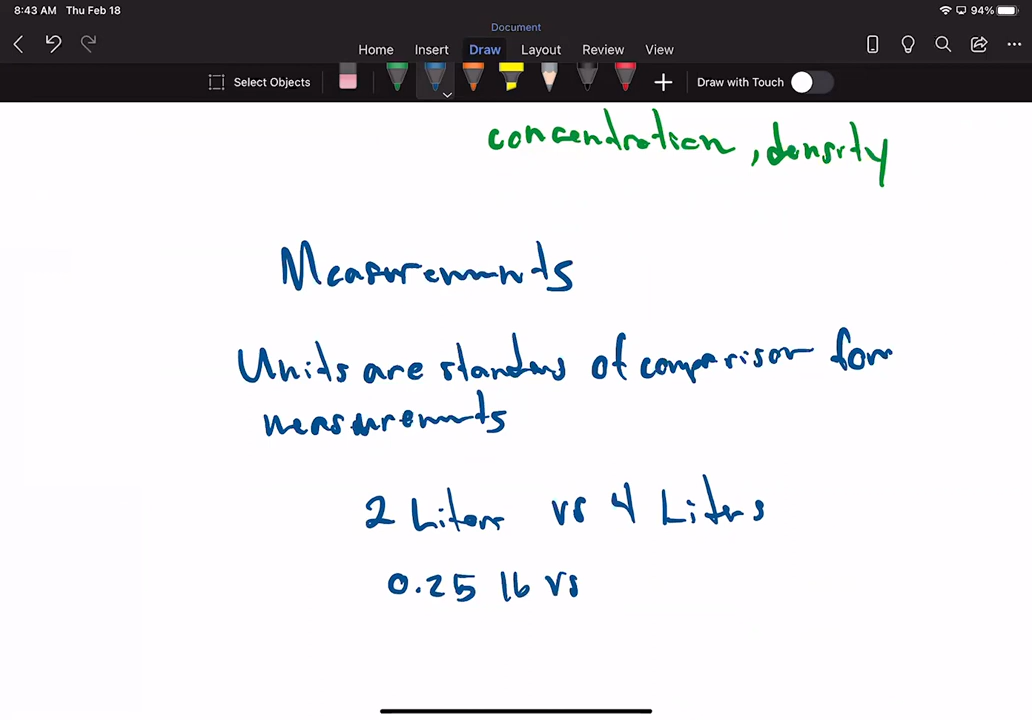 8:43 AM Thu Feb 18 94%
Document
Home Insert Draw Layout Review View
Select Objects Draw with Touch
concentration, density
Measurements
Units are standards of comparison for
measurements
2 Liters vs 4 Liters
0.25 lb vs